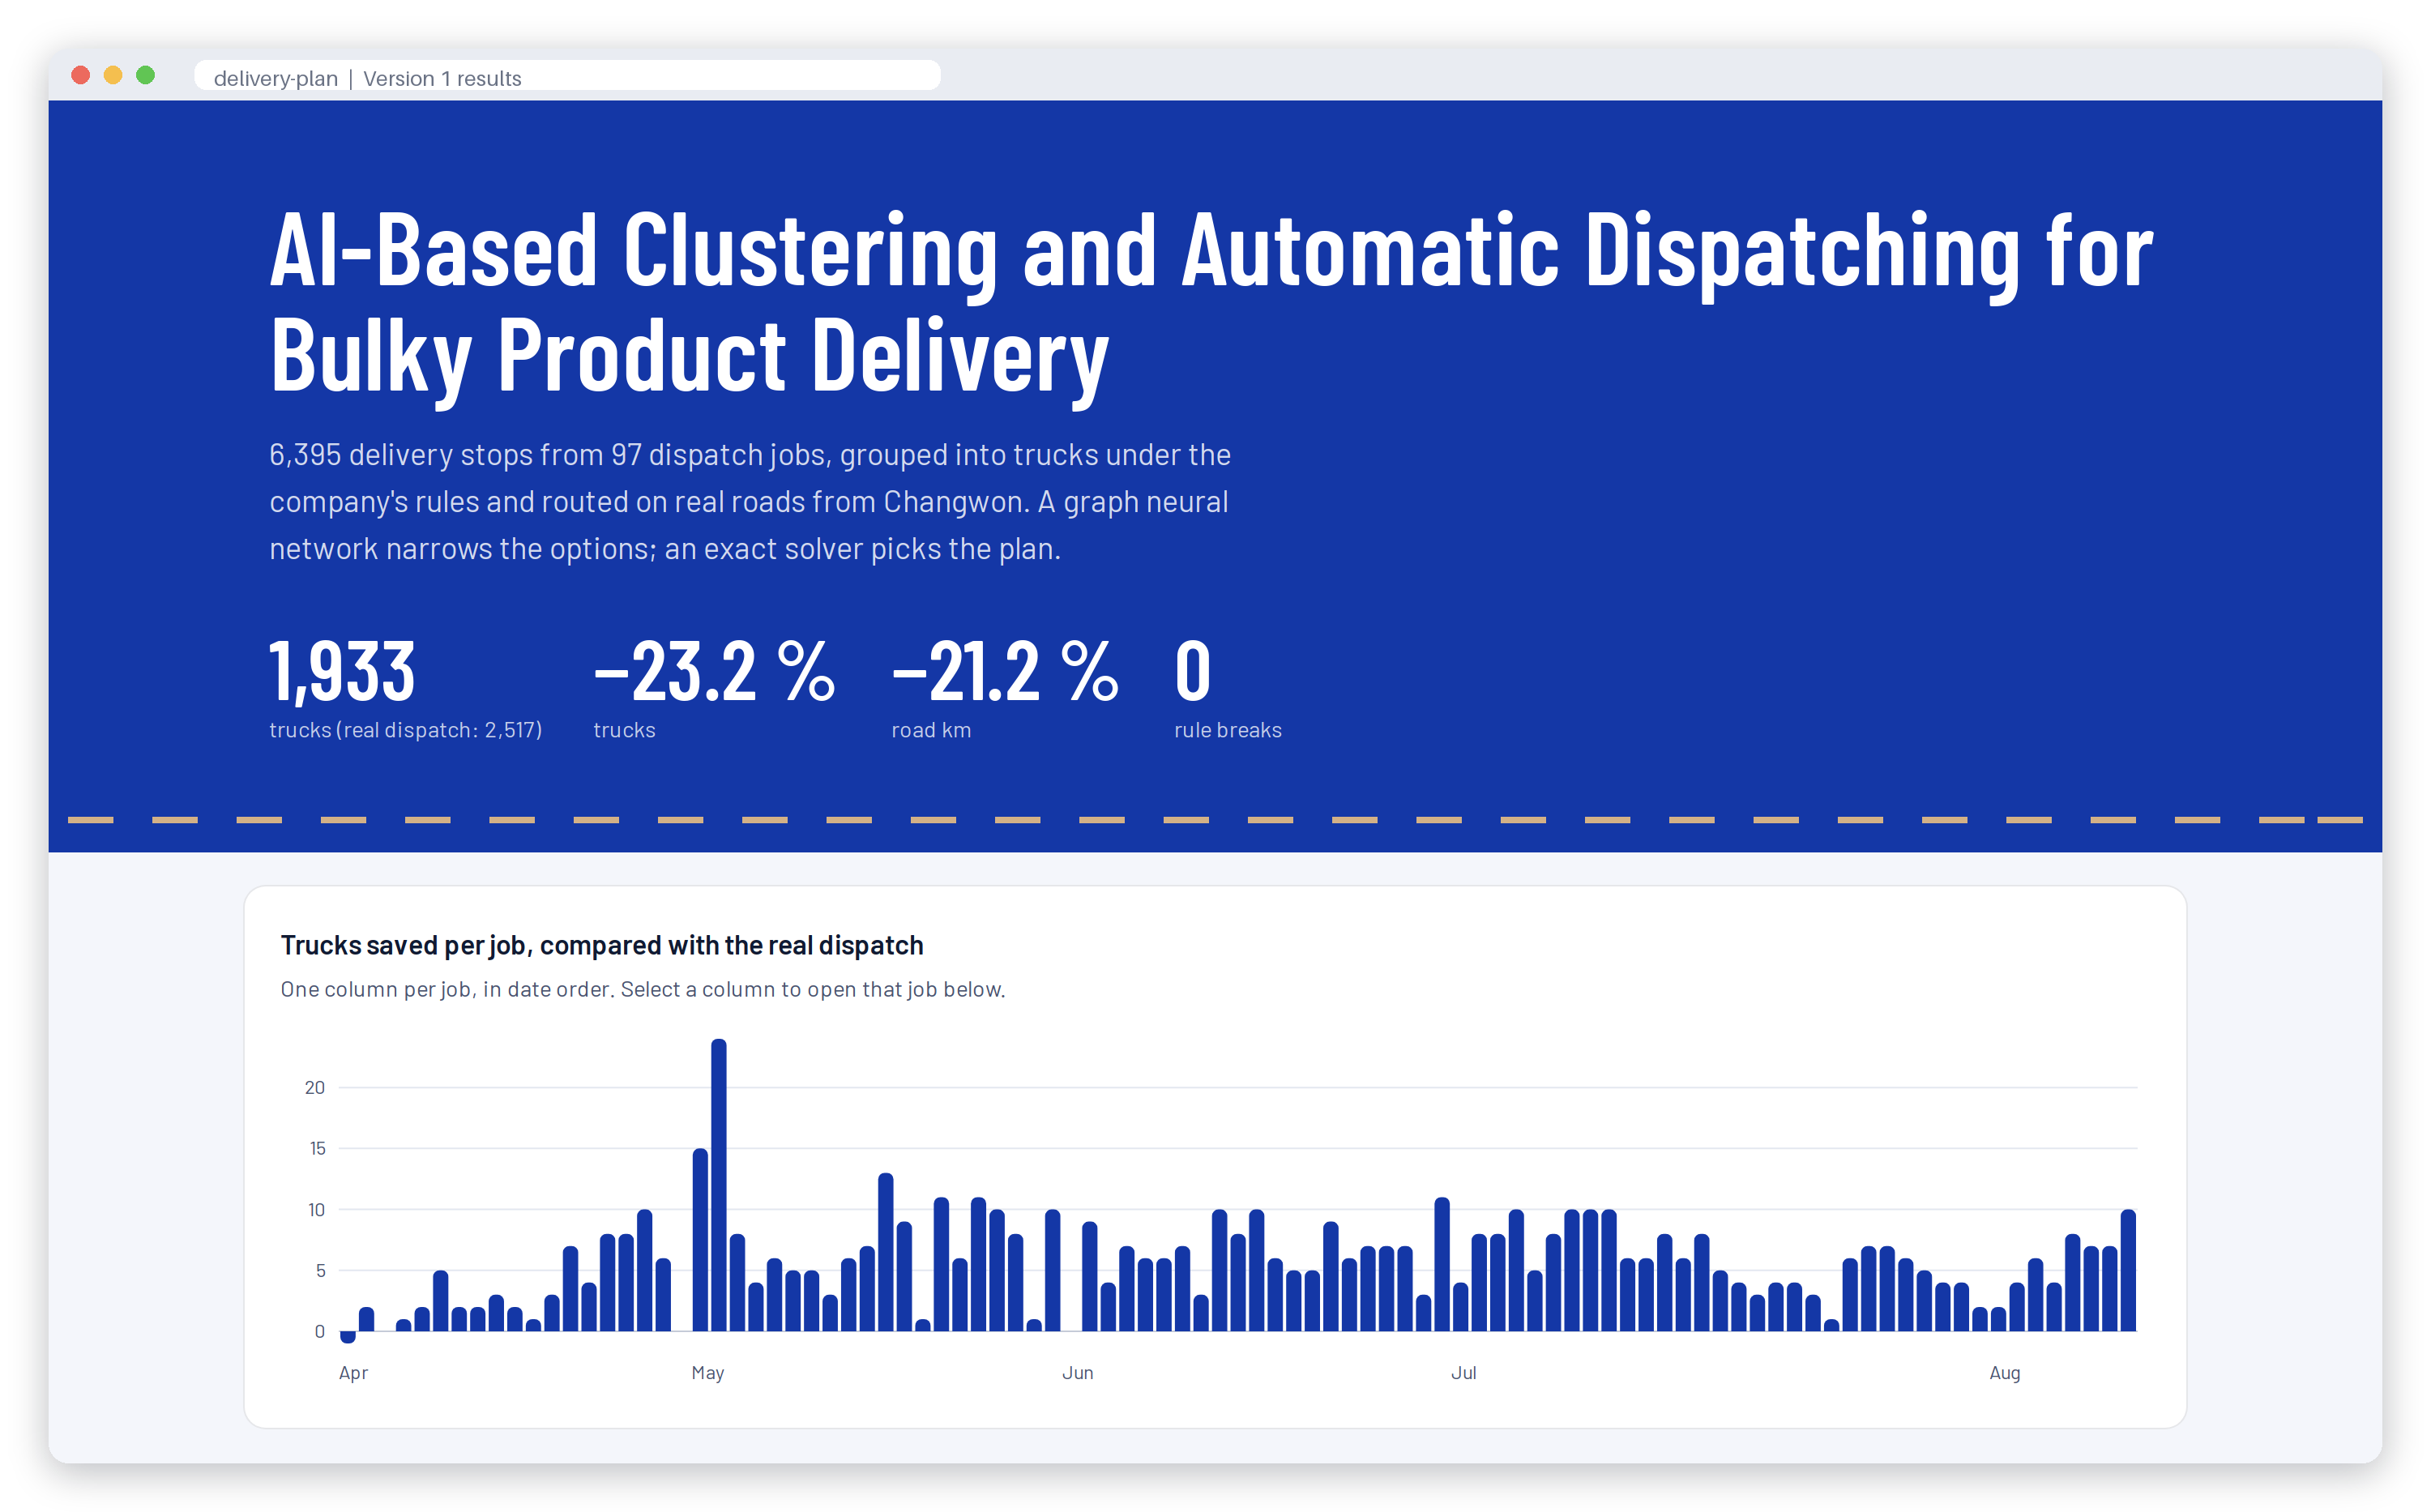 delivery-plan | Version 1 results
AI-Based Clustering and Automatic Dispatching for
Bulky Product Delivery
6,395 delivery stops from 97 dispatch jobs, grouped into trucks under the
company's rules and routed on real roads from Changwon. A graph neural
network narrows the options; an exact solver picks the plan.
1,933 −23.2 % −21.2 % 0
trucks (real dispatch: 2,517) trucks road km rule breaks
Trucks saved per job, compared with the real dispatch
One column per job, in date order. Select a column to open that job below.
20
15
10
5
0
Apr May Jun Jul Aug